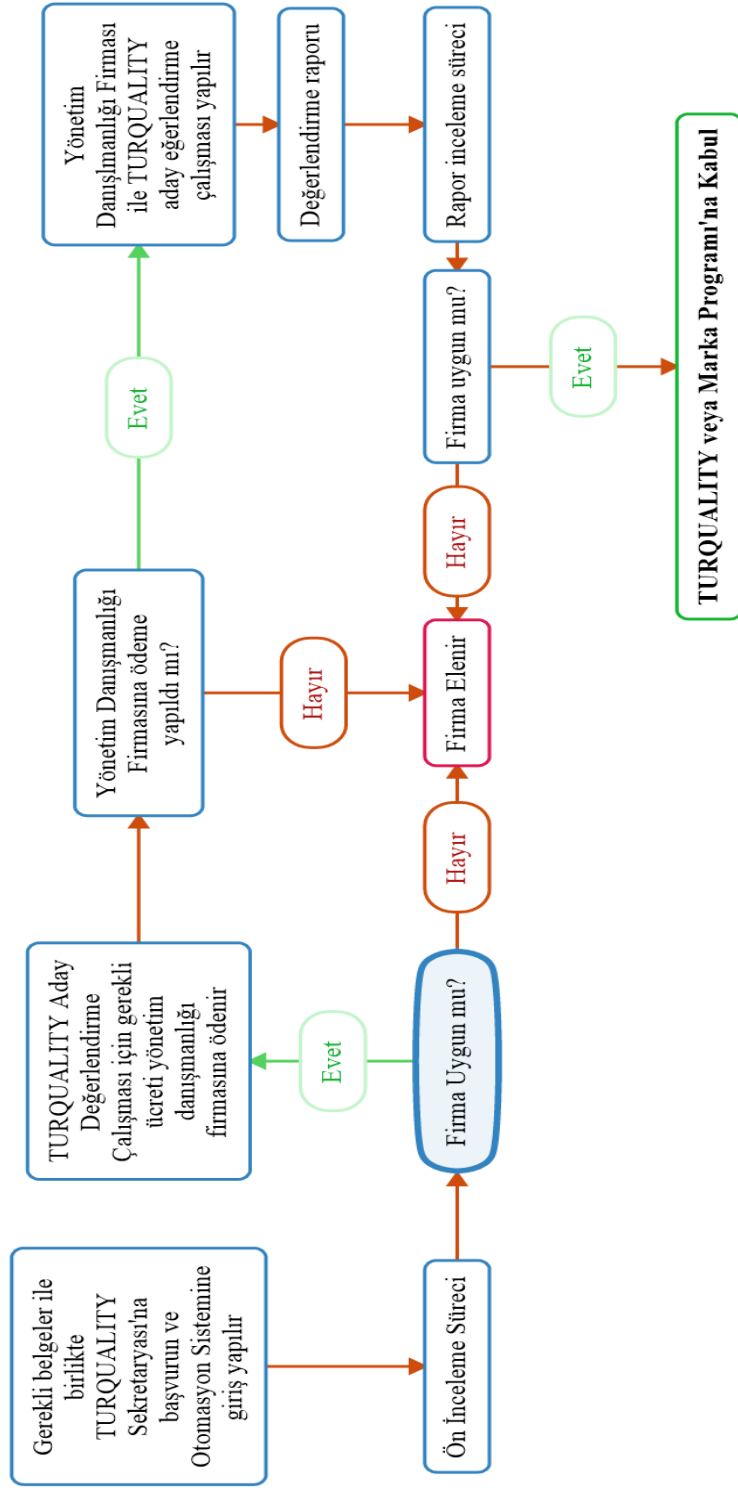 Gerekli belgeler ile
birlikte
TURQUALITY
Sekretaryası'na
başvurun ve
Otomasyon Sistemine
giriş yapılır
Ön İnceleme Süreci
Firma Uygun mu?
Evet
TURQUALITY Aday
Değerlendirme
Çalışması için gerekli
ücreti yönetim
danışmanlığı
firmasına ödenir
Hayır
Firma Elenir
Yönetim Danışmanlığı
Firmasına ödeme
yapıldı mı?
Hayır
Evet
Yönetim
Danışlmanlığı Firması
ile TURQUALITY
aday eğerlendirme
çalışması yapılır
Değerlendirme raporu
Rapor inceleme süreci
Firma uygun mu?
Hayır
Evet
TURQUALITY veya Marka Programı'na Kabul